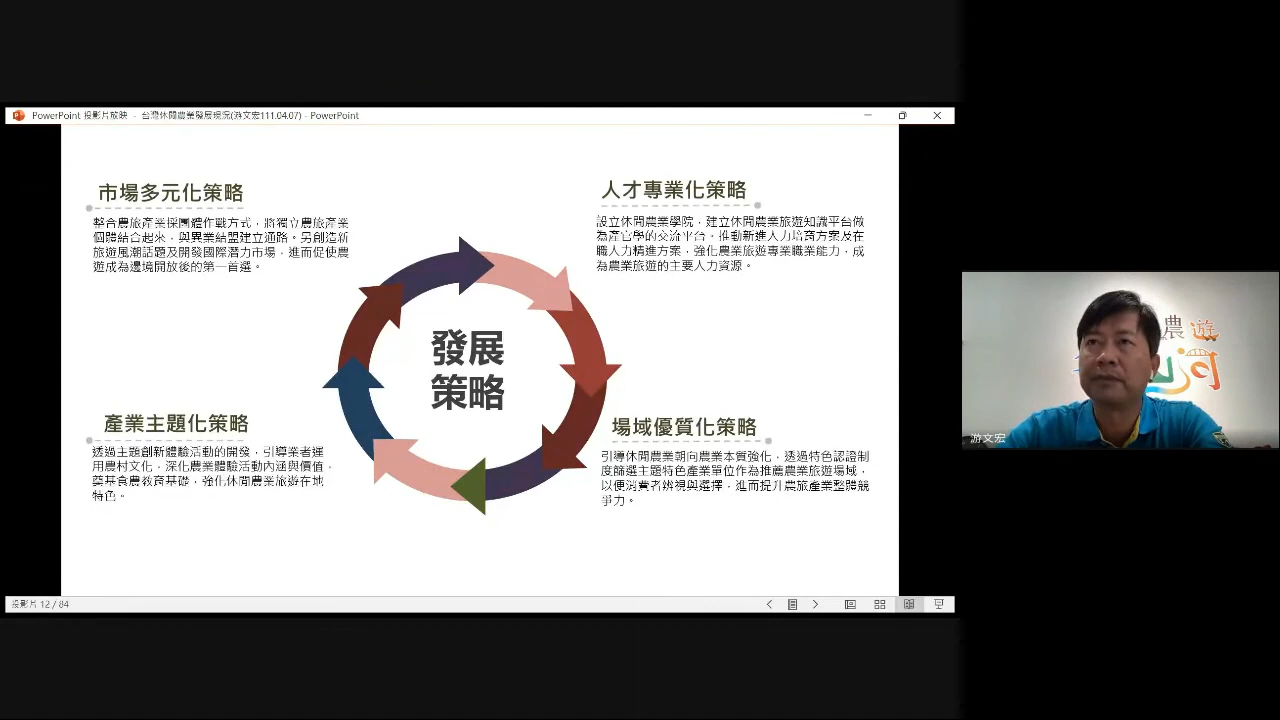 PowerPoint 投影片放映 - 台灣休閒農業發展現況(游文宏111.04.07) - PowerPoint
市場多元化策略
整合農旅產業採團體作戰方式，將獨立農旅產業
個體結合起來，與異業結盟建立通路。另創造新
旅遊風潮話題及開發國際潛力市場，進而促使農
遊成為邊境開放後的第一首選。
人才專業化策略
設立休閒農業學院，建立休閒農業旅遊知識平台做
為產官學的交流平台，推動新進人力培育方案及在
職人力精進方案，強化農業旅遊專業職業能力，成
為農業旅遊的主要人力資源。
發展
策略
產業主題化策略
透過主題創新體驗活動的開發，引導業者運
用農村文化，深化農業體驗活動內涵與價值，
奠基食農教育基礎，強化休閒農業旅遊在地
特色。
場域優質化策略
引導休閒農業朝向農業本質強化，透過特色認證制
度篩選主題特色產業單位作為推薦農業旅遊場域，
以便消費者辨視與選擇，進而提升農旅產業整體競
爭力。
投影片 12 / 84
農遊
河
游文宏